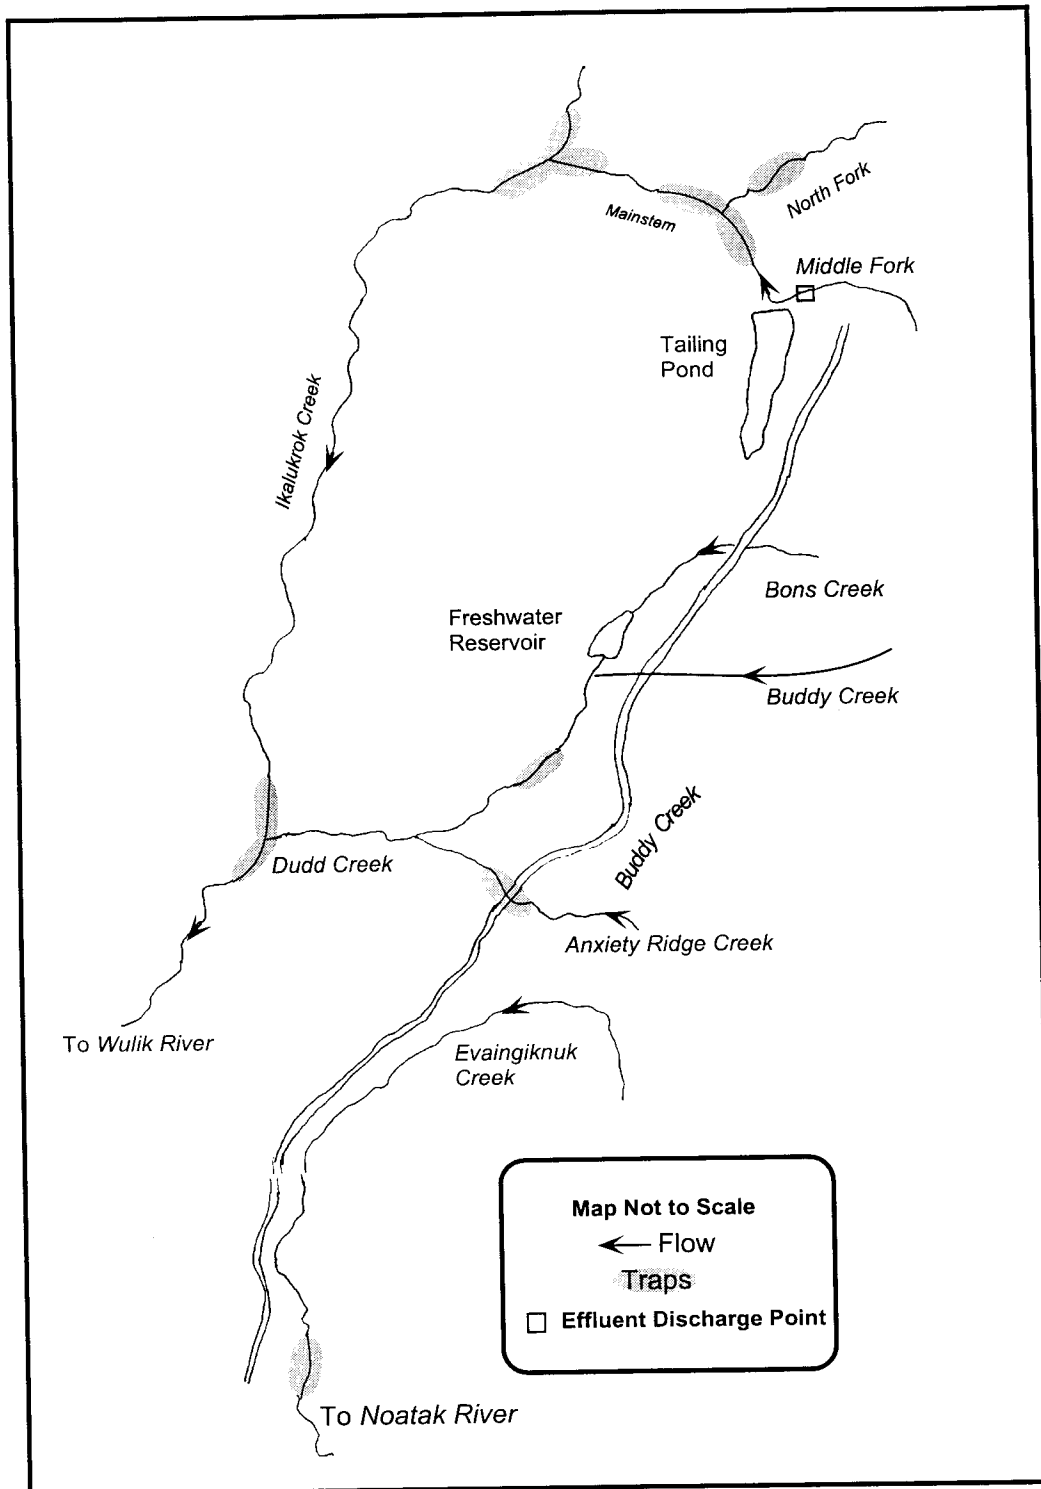 North Fork
Mainstem
Middle Fork
Tailing
Pond
Ikalukrok Creek
Bons Creek
Freshwater
Reservoir
Buddy Creek
Buddy Creek
Dudd Creek
Anxiety Ridge Creek
To Wulik River
Evaingiknuk
Creek
Map Not to Scale
Flow
Traps
Effluent Discharge Point
To Noatak River